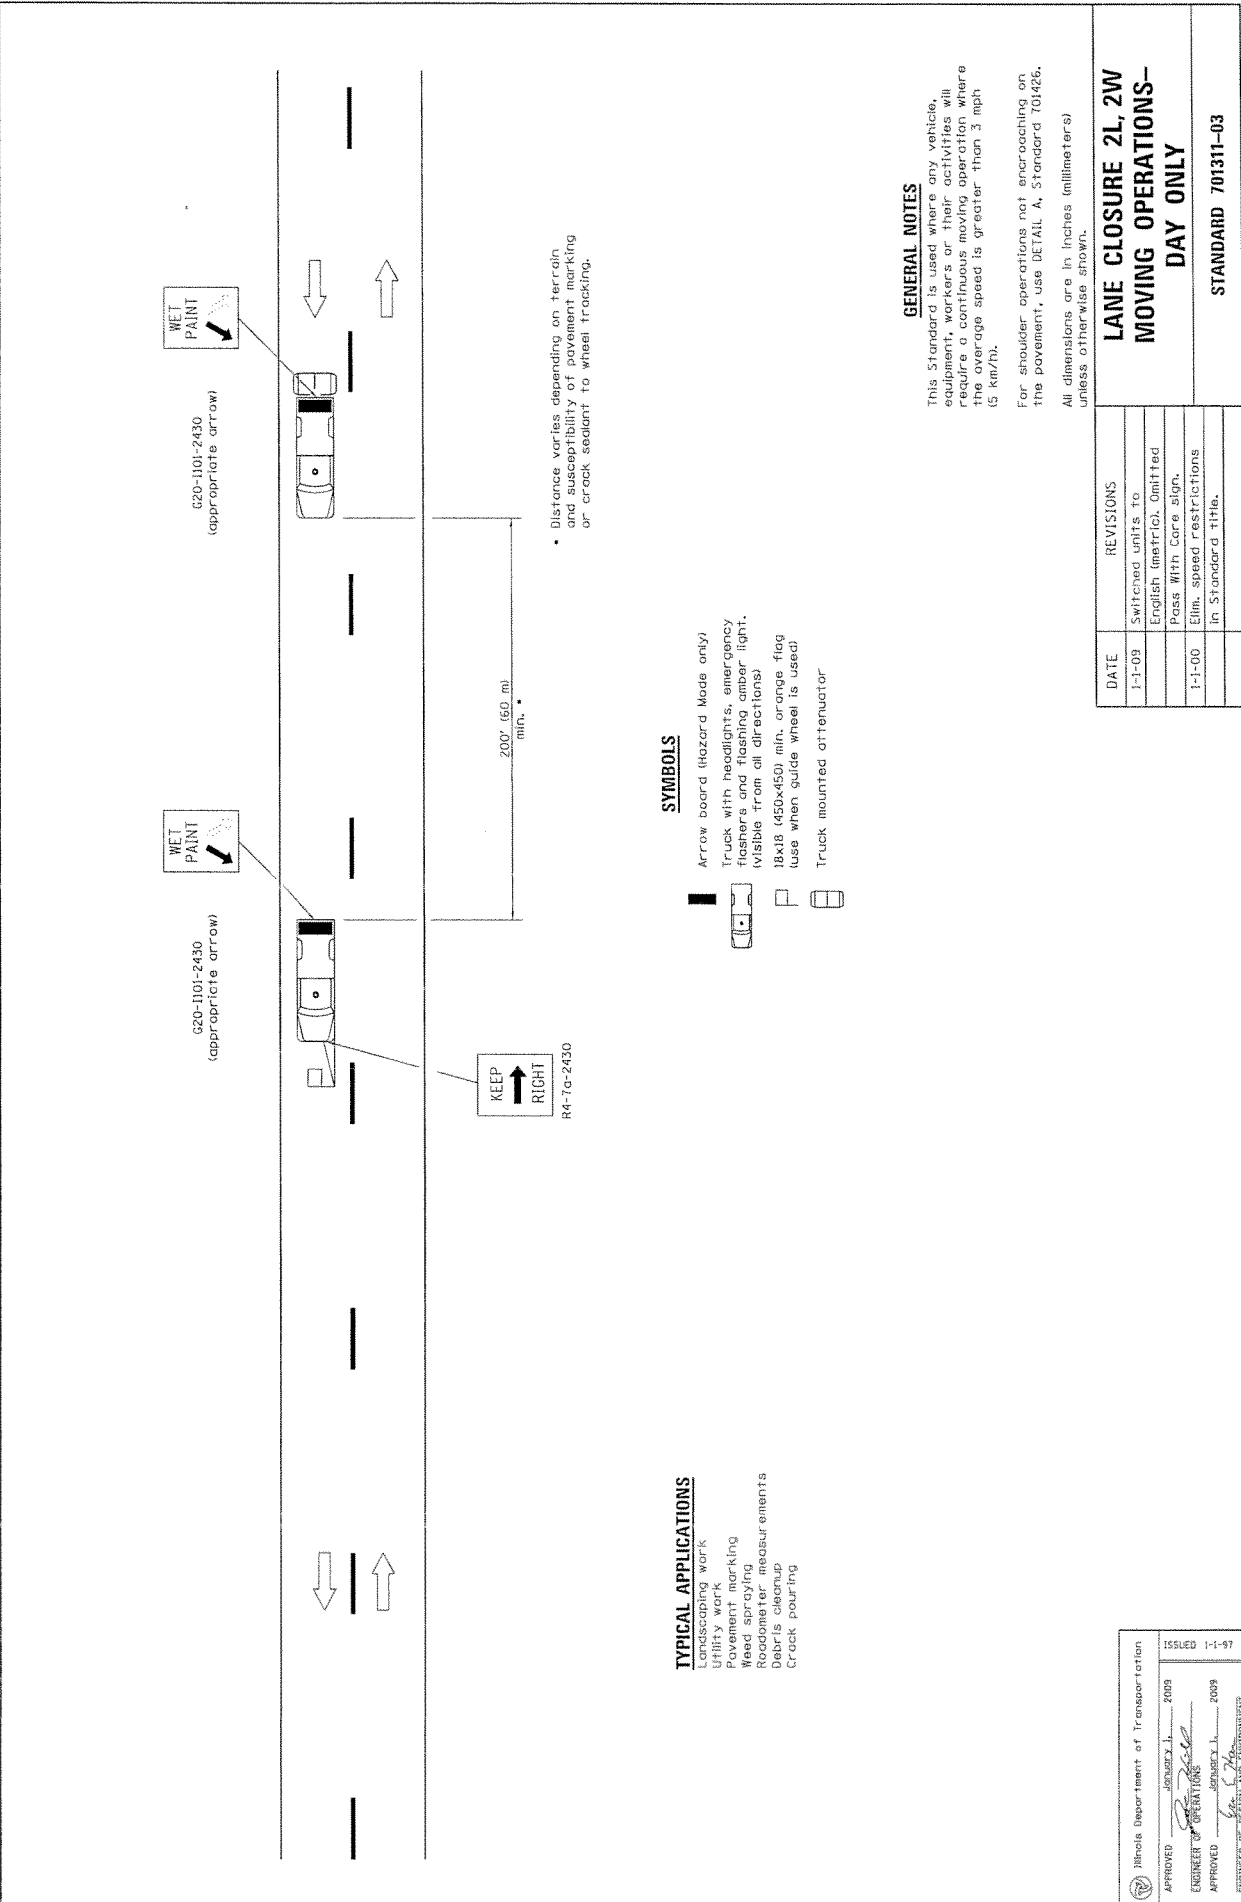 G20-I101-2430
(appropriate arrow)
WET
PAINT
G20-I101-2430
(appropriate arrow)
WET
PAINT
KEEP
RIGHT
R4-7a-2430
200' (60 m)
min. •
• Distance varies depending on terrain
and susceptibility of pavement marking
or crack sealant to wheel tracking.
TYPICAL APPLICATIONS
Landscaping work
Utility work
Pavement marking
Weed spraying
Roadometer measurements
Debris cleanup
Crack pouring
SYMBOLS
Arrow board (Hazard Mode only)
Truck with headlights, emergency
flashers and flashing amber light.
(visible from all directions)
18x18 (450x450) min. orange flag
(use when guide wheel is used)
Truck mounted attenuator
GENERAL NOTES
This Standard is used where any vehicle,
equipment, workers or their activities will
require a continuous moving operation where
the average speed is greater than 3 mph
(5 km/h).
For shoulder operations not encroaching on
the pavement, use DETAIL A, Standard 701426.
All dimensions are in inches (millimeters)
unless otherwise shown.
Illinois Department of Transportation
APPROVED January 1, 2009
ENGINEER OF OPERATIONS
APPROVED January 1, 2009
ENGINEER OF DESIGN AND ENVIRONMENT
ISSUED 1-1-97
DATE REVISIONS
1-1-09 Switched units to
English (metric). Omitted
Pass With Care sign.
1-1-00 Elim. speed restrictions
in Standard title.
LANE CLOSURE 2L, 2W
MOVING OPERATIONS–
DAY ONLY
STANDARD 701311–03